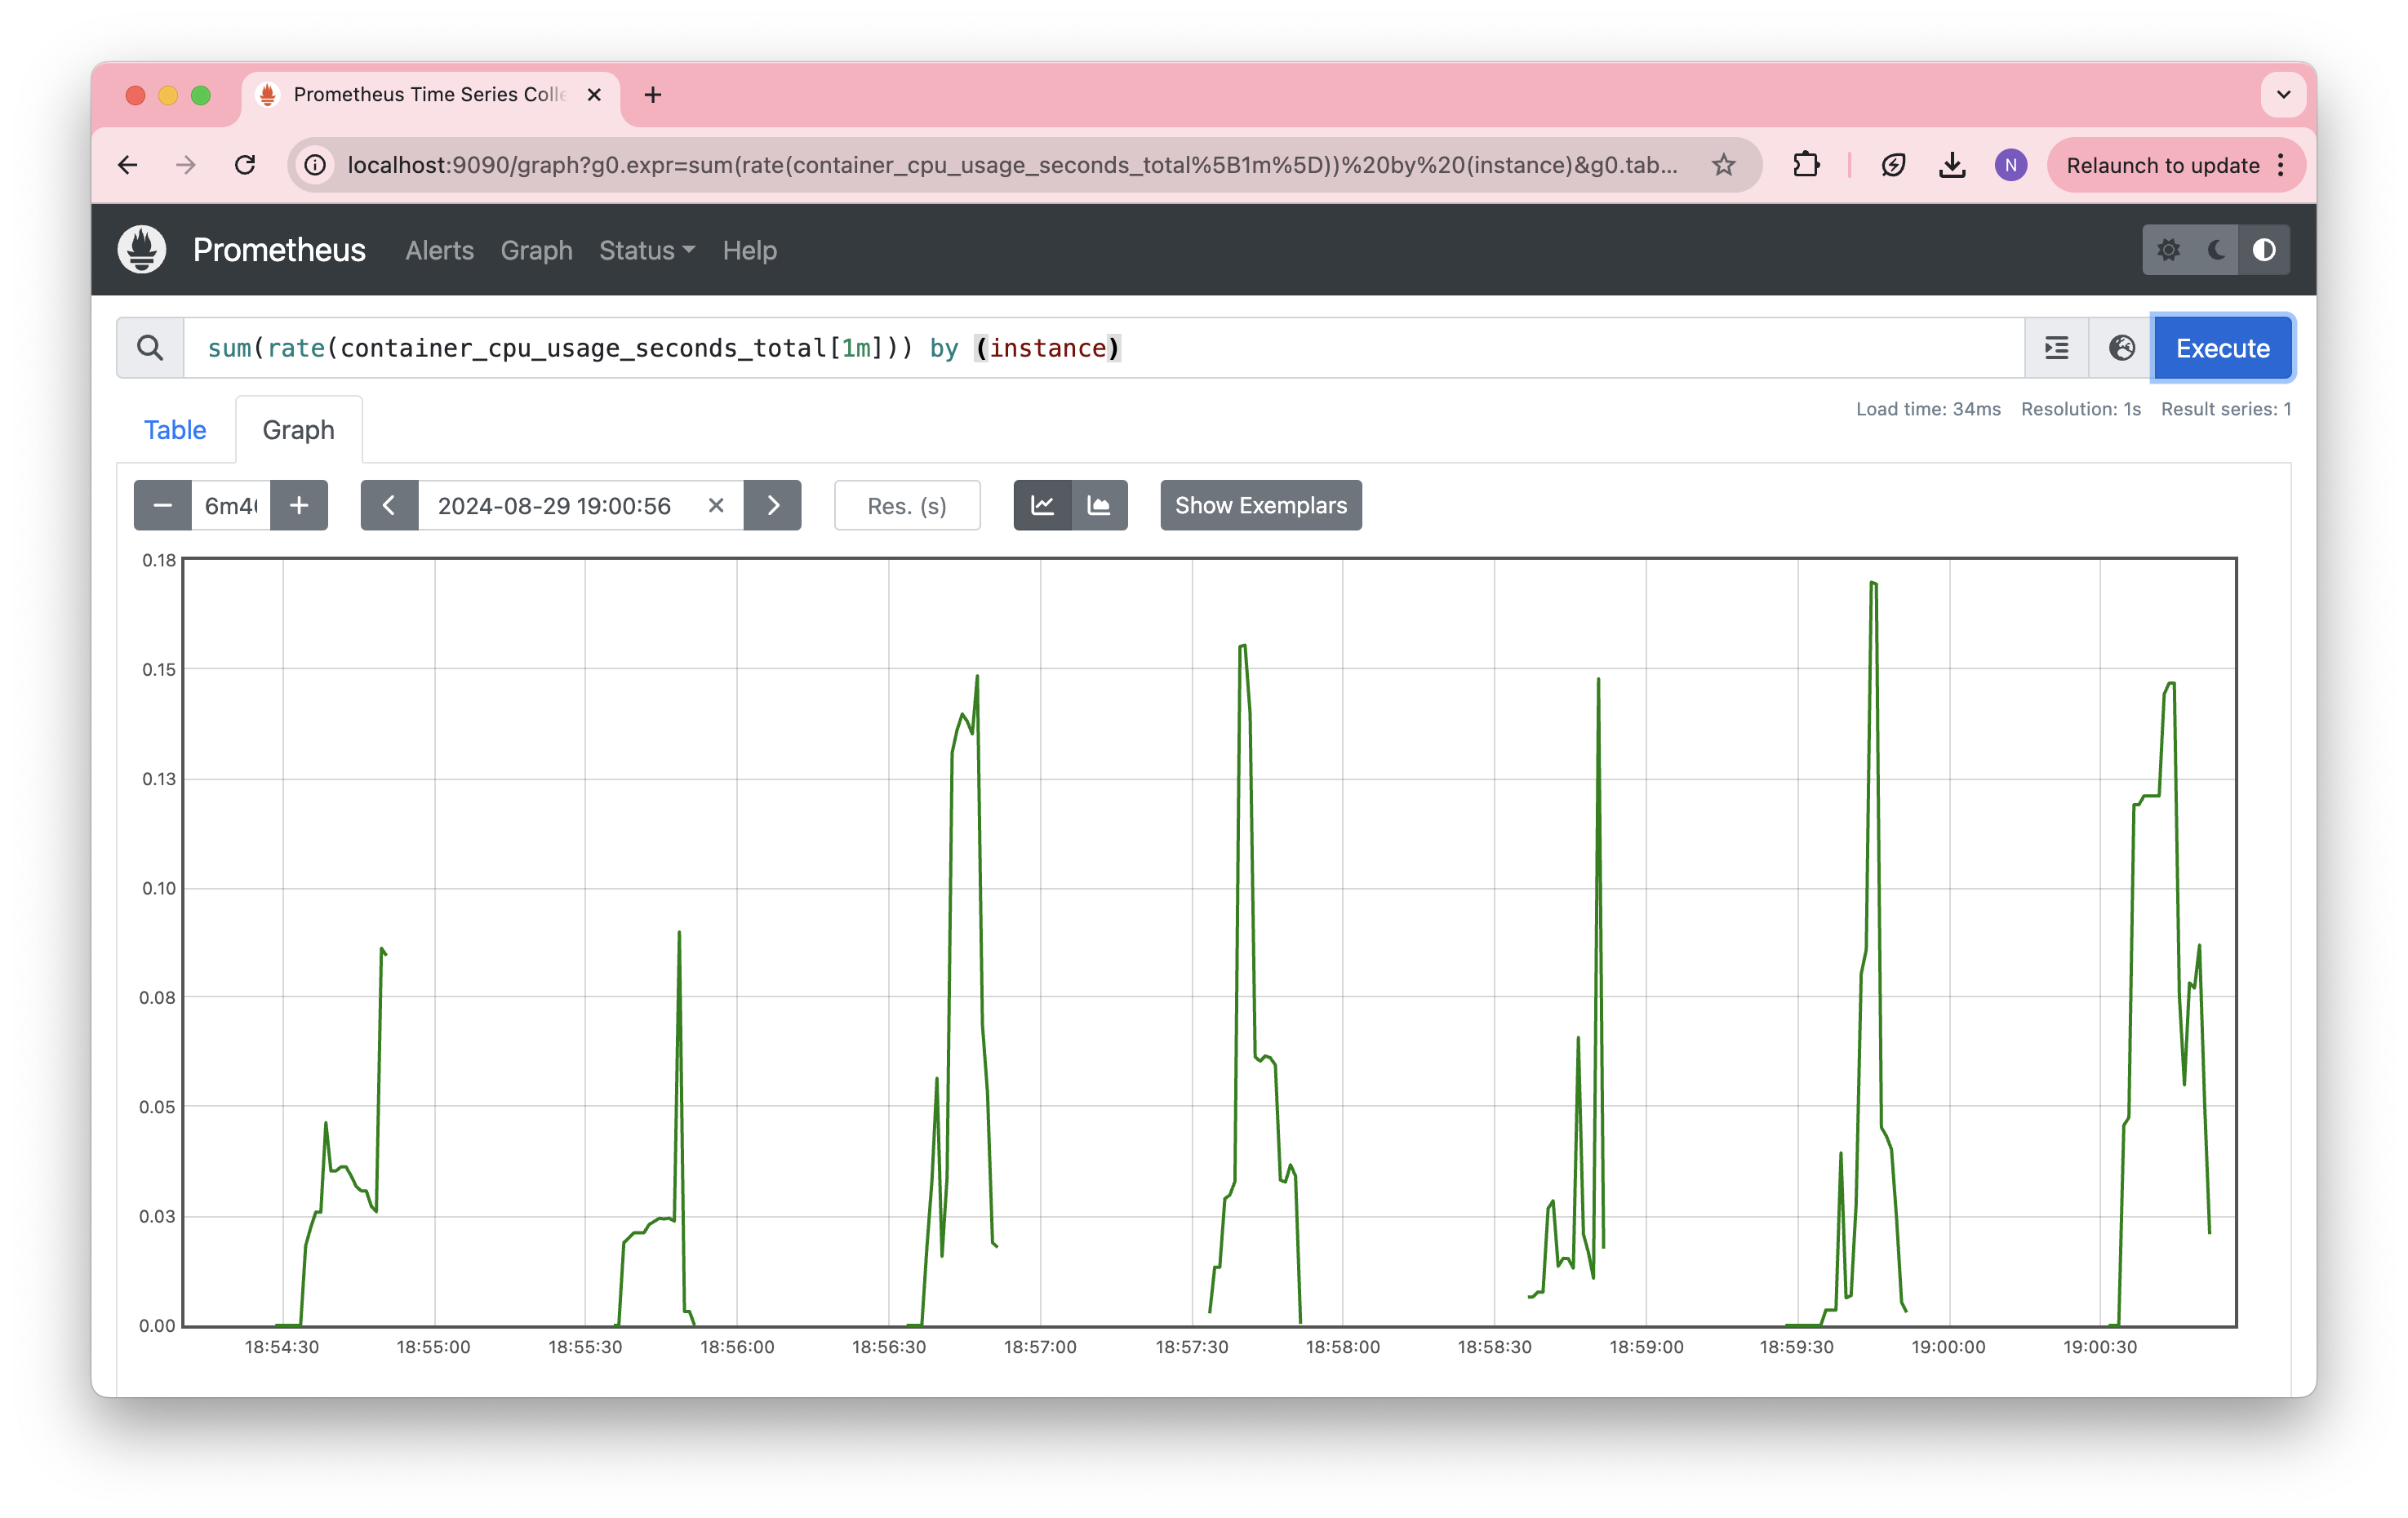 Prometheus Time Series Colle
localhost:9090/graph?g0.expr=sum(rate(container_cpu_usage_seconds_total%5B1m%5D))%20by%20(instance)&g0.tab...
N
Relaunch to update
Prometheus
Alerts
Graph
Status
Help
sum(rate(container_cpu_usage_seconds_total[1m])) by (instance)
Execute
Load time: 34ms
Resolution: 1s
Result series: 1
Table
Graph
6m4
2024-08-29 19:00:56
Res. (s)
Show Exemplars
0.18
0.15
0.13
0.10
0.08
0.05
0.03
0.00
18:54:30
18:55:00
18:55:30
18:56:00
18:56:30
18:57:00
18:57:30
18:58:00
18:58:30
18:59:00
18:59:30
19:00:00
19:00:30